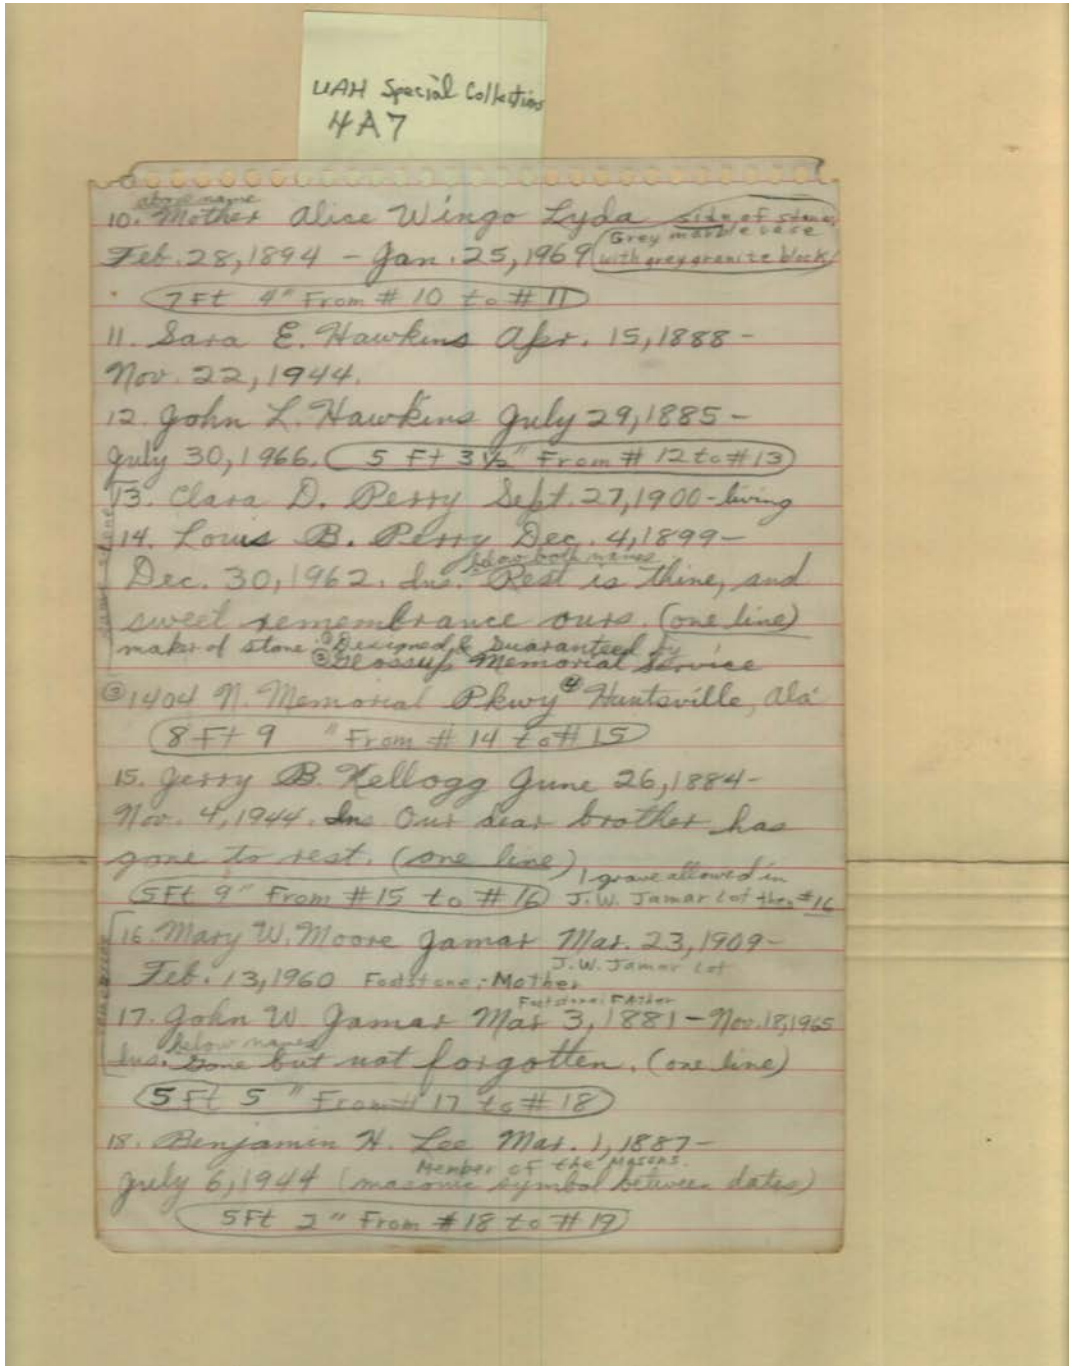 UAH Special Collection
4A7
above name
10. Mother Alice Wingo Lyda side of stone,
Grey marble base
Feb. 28, 1894 - Jan. 25, 1969 with grey granite block
7 Ft 4" From # 10 to # 11
11. Sara E. Hawkins Apr. 15, 1888 -
Nov. 22, 1944.
12. John L. Hawkins July 29, 1885 -
July 30, 1966. 5 Ft 3 1/2" From # 12 to # 13
13. Clara D. Perry Sept. 27, 1900 - living
14. Louis B. Perry Dec. 4, 1899 -
below both names
Dec. 30, 1962. Ins. Rest is thine, and
sweet remembrance ours. (one line)
same stone
maker of stone: ① Designed & Guaranteed by
② Glossup Memorial Service
③ 1404 N. Memorial Pkwy ④ Huntsville, Ala
8 Ft 9 " From # 14 to # 15
15. Jerry B. Kellogg June 26, 1884 -
Nov. 4, 1944. Ins Our dear brother has
gone to rest. (one line)
1 grave allowed in
5 Ft 9" From # 15 to # 16 J.W. Jamar Lot then # 16
16. Mary W. Moore Jamar Mar. 23, 1909 -
J.W. Jamar Lot
Feb. 13, 1960 Footstone: Mother
Footstone: FAther
17. John W Jamar Mar 3, 1881 - Nov. 18, 1965
below names
Ins. Gone but not forgotten. (one line)
5 Ft 5 " From # 17 to # 18
18. Benjamin H. Lee Mar. 1, 1887 -
Member of the Masons.
July 6, 1944 (masonic symbol between dates)
5 Ft 2" From # 18 to # 19